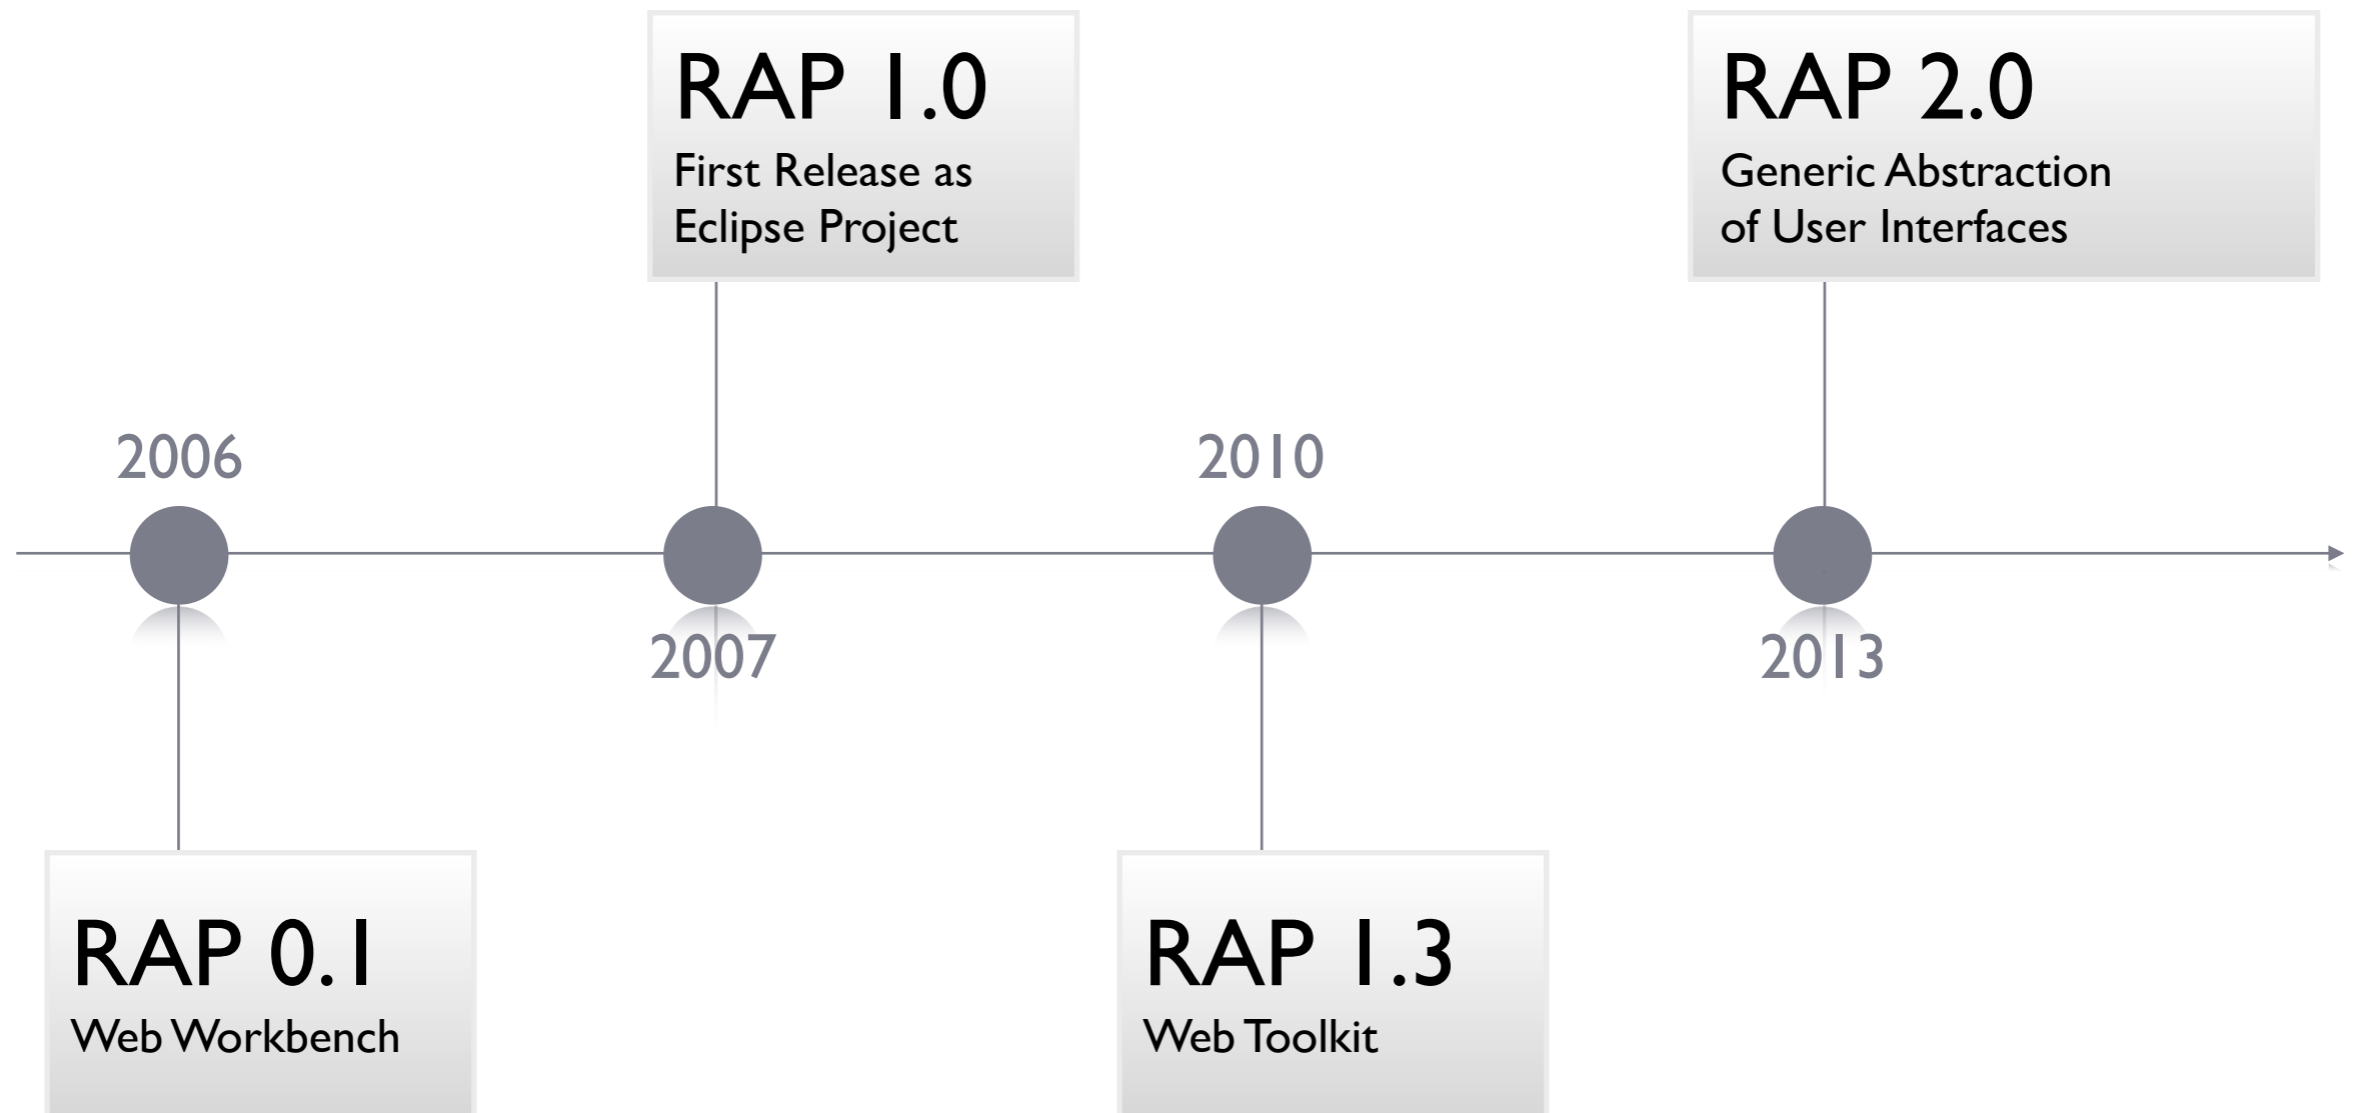 RAP 1.0
First Release as
Eclipse Project
RAP 2.0
Generic Abstraction
of User Interfaces
2006
2010
2007
2013
RAP 0.1
Web Workbench
RAP 1.3
Web Toolkit